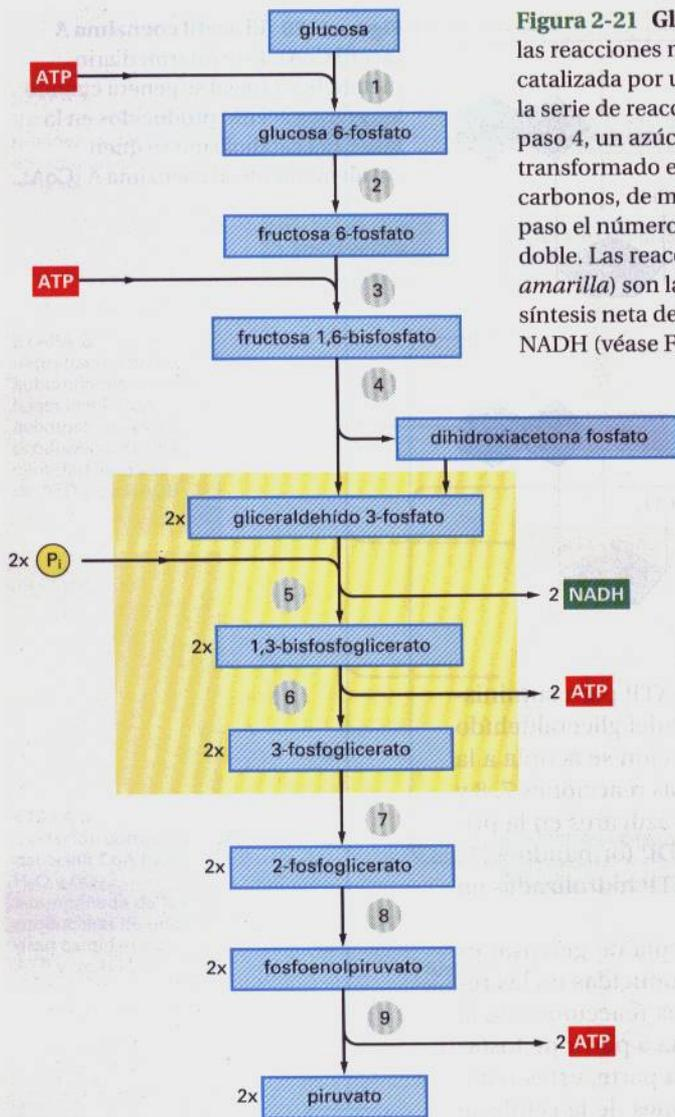 Figura 2-21 Gl
las reacciones n
catalizada por u
la serie de reacc
paso 4, un azúc
transformado e
carbonos, de m
paso el número
doble. Las reacc
amarilla) son la
síntesis neta de
NADH (véase F
glucosa
ATP
1
glucosa 6-fosfato
2
fructosa 6-fosfato
ATP
3
fructosa 1,6-bisfosfato
4
dihidroxiacetona fosfato
2x gliceraldehído 3-fosfato
2x Pi
5
2 NADH
2x 1,3-bisfosfoglicerato
6
2 ATP
2x 3-fosfoglicerato
7
2x 2-fosfoglicerato
8
2x fosfoenolpiruvato
9
2 ATP
2x piruvato